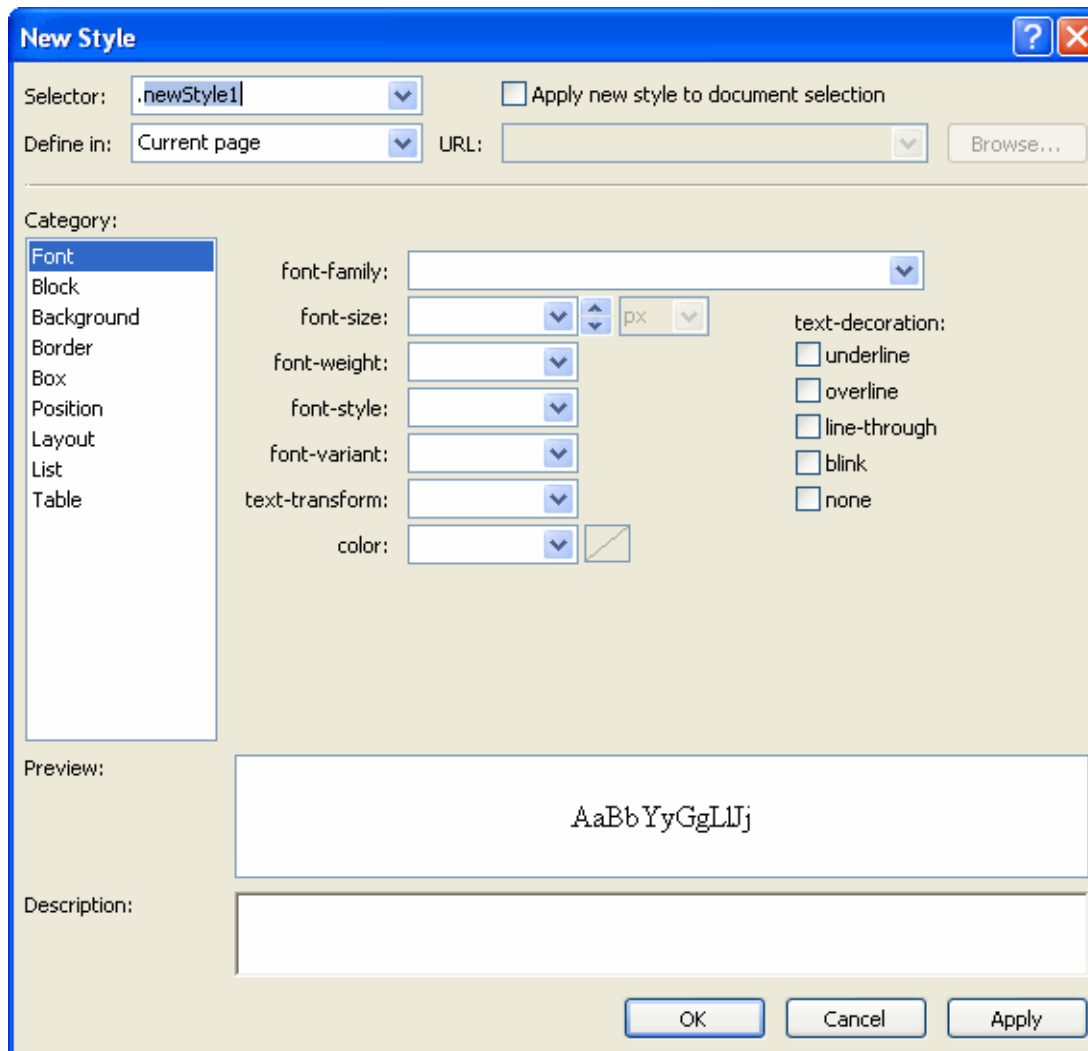 New Style
Selector: .newStyle1 Apply new style to document selection
Define in: Current page URL: Browse...
Category:
Font
Block
Background
Border
Box
Position
Layout
List
Table
font-family:
font-size: px
font-weight:
font-style:
font-variant:
text-transform:
color:
text-decoration:
underline
overline
line-through
blink
none
Preview:
AaBbYyGgLlJj
Description:
OK Cancel Apply